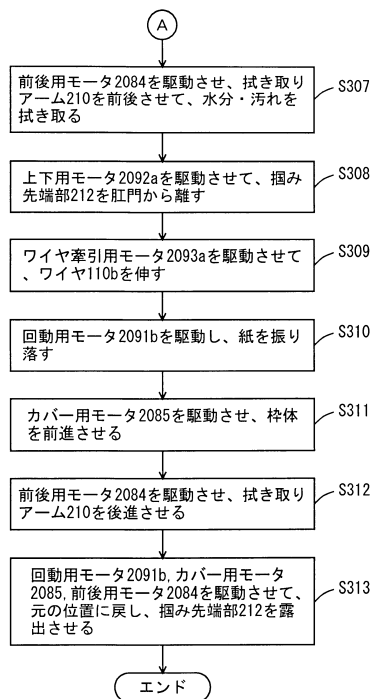 A
前後用モータ2084を駆動させ、拭き取り
アーム210を前後させて、水分・汚れを
拭き取る
S307
上下用モータ2092aを駆動させて、掴み
先端部212を肛門から離す
S308
ワイヤ牽引用モータ2093aを駆動させて
、ワイヤ110bを伸す
S309
回動用モータ2091bを駆動し、紙を振り
落す
S310
カバー用モータ2085を駆動させ、枠体
を前進させる
S311
前後用モータ2084を駆動させ、拭き取り
アーム210を後進させる
S312
回動用モータ2091b,カバー用モータ
2085,前後用モータ2084を駆動させて、
元の位置に戻し、掴み先端部212を露
出させる
S313
エンド